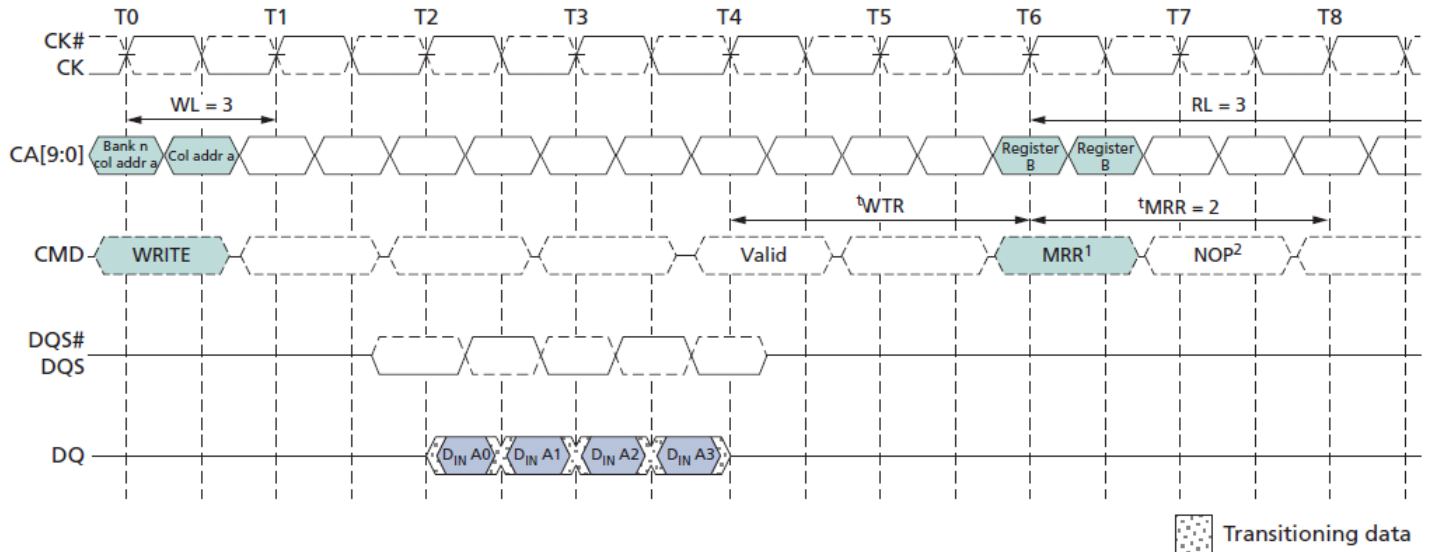 T0 T1 T2 T3 T4 T5 T6 T7 T8
CK#
CK
WL = 3 RL = 3
CA[9:0] Bank n col addr a Col addr a Register B Register B
tWTR tMRR = 2
CMD WRITE Valid MRR1 NOP2
DQS#
DQS
DQ DIN A0 DIN A1 DIN A2 DIN A3
Transitioning data